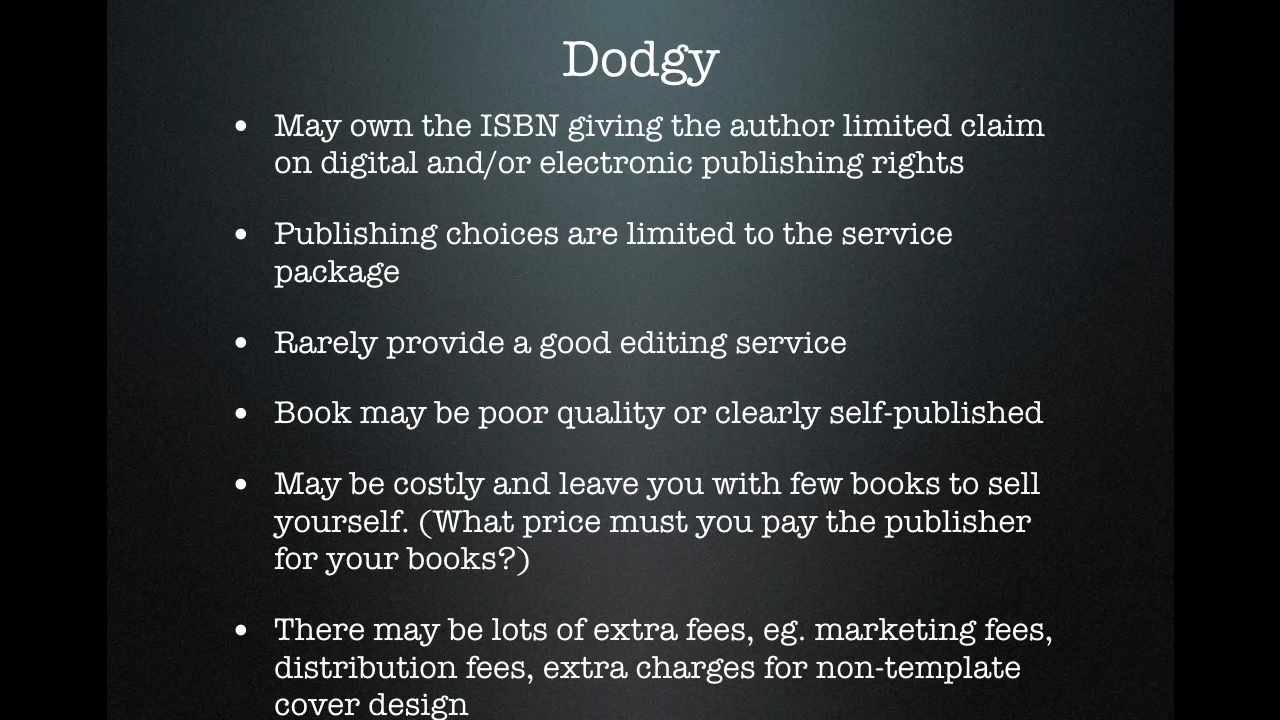 Dodgy
• May own the ISBN giving the author limited claim
on digital and/or electronic publishing rights
• Publishing choices are limited to the service
package
• Rarely provide a good editing service
• Book may be poor quality or clearly self-published
• May be costly and leave you with few books to sell
yourself. (What price must you pay the publisher
for your books?)
• There may be lots of extra fees, eg. marketing fees,
distribution fees, extra charges for non-template
cover design